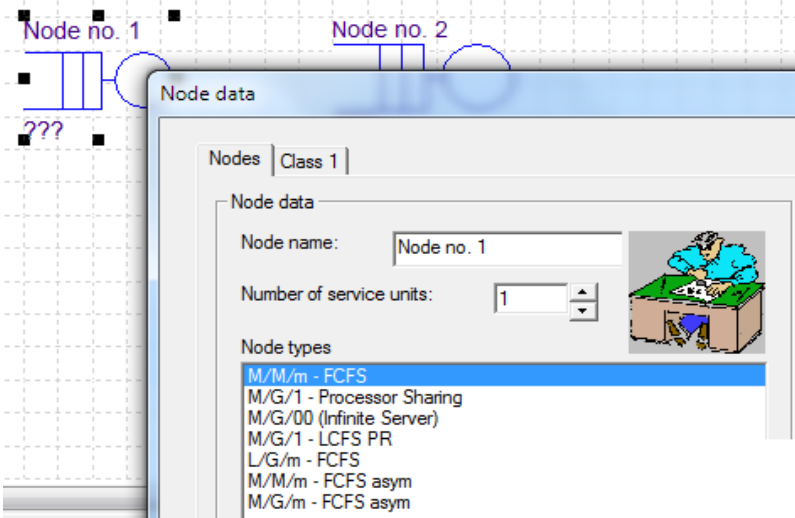 Node no. 1
Node no. 2
???
Node data
Nodes
Class 1
Node data
Node name:
Node no. 1
Number of service units:
1
Node types
M/M/m - FCFS
M/G/1 - Processor Sharing
M/G/00 (Infinite Server)
M/G/1 - LCFS PR
L/G/m - FCFS
M/M/m - FCFS asym
M/G/m - FCFS asym